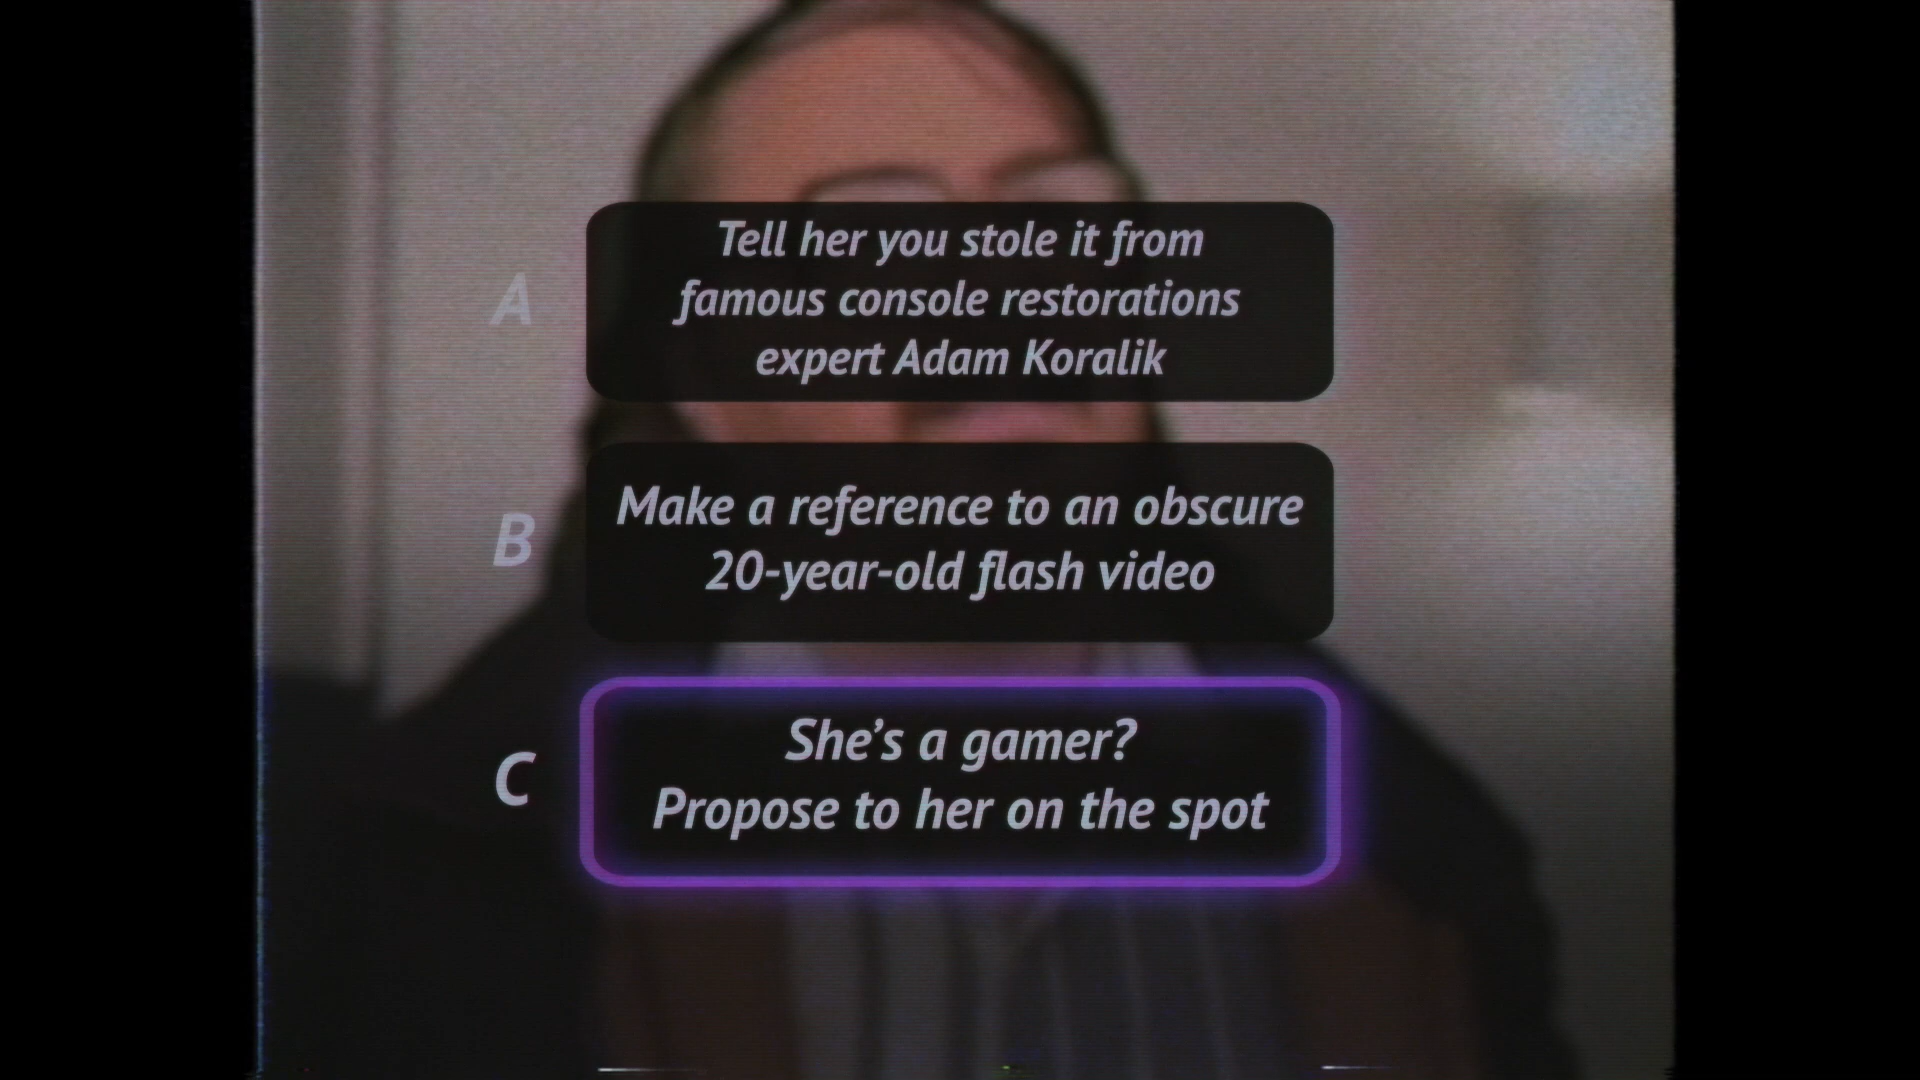 A
Tell her you stole it from
famous console restorations
expert Adam Koralik
B
Make a reference to an obscure
20-year-old flash video
C
She's a gamer?
Propose to her on the spot